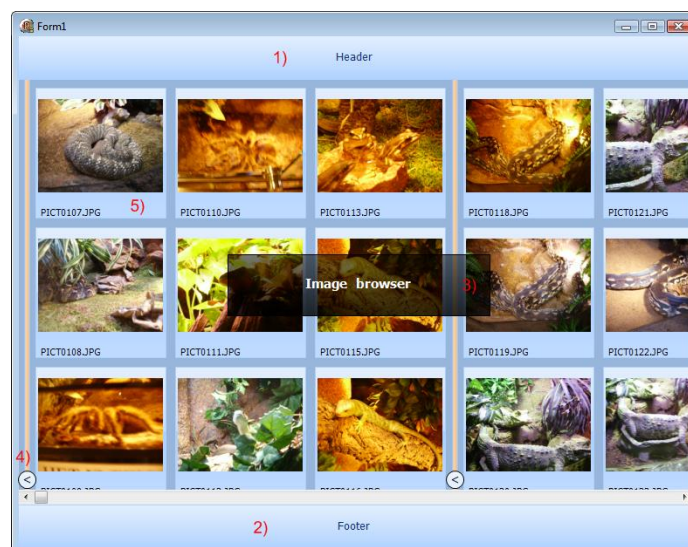 Form1
1) Header
PICT0107.JPG 5) PICT0110.JPG PICT0113.JPG PICT0118.JPG PICT0121.JPG
Image browser 3)
PICT0108.JPG PICT0111.JPG PICT0115.JPG PICT0119.JPG PICT0122.JPG
4)
< <
2) Footer